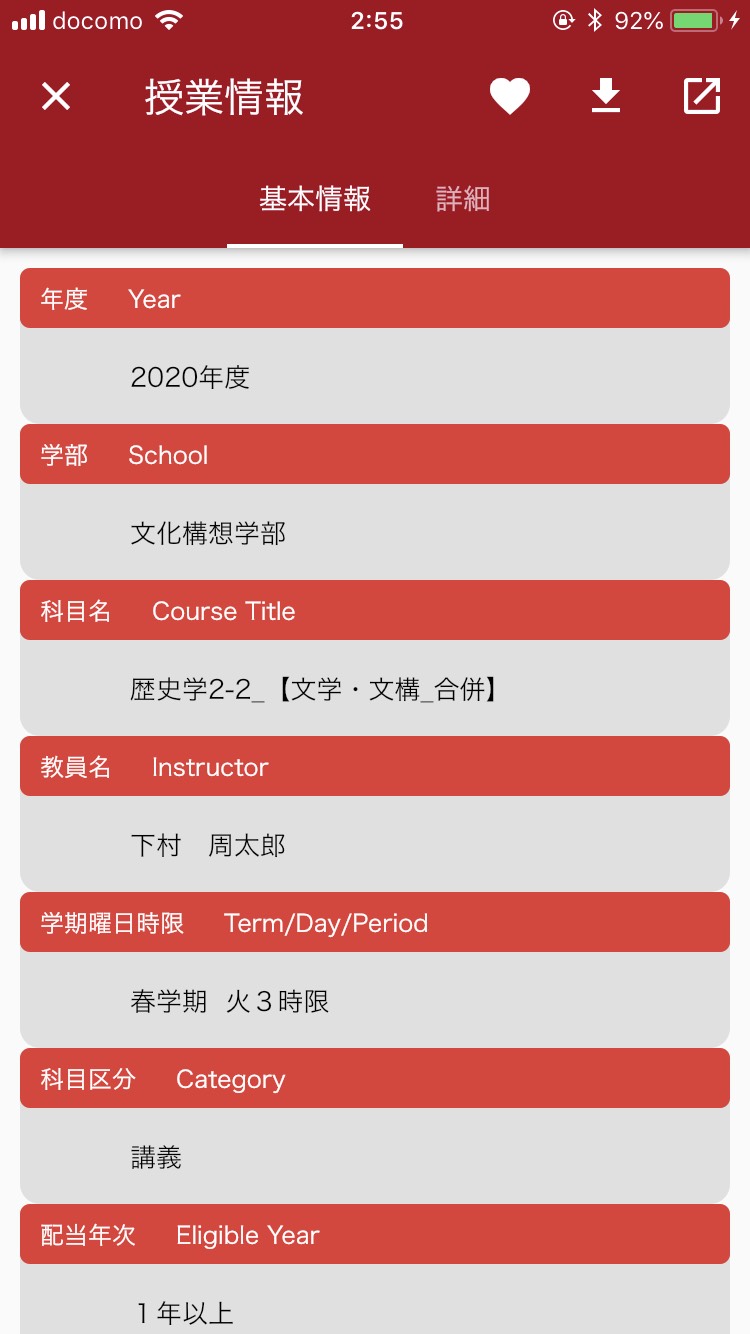 docomo 2:55 92%
授業情報
基本情報 詳細
年度 Year
2020年度
学部 School
文化構想学部
科目名 Course Title
歴史学2-2_【文学・文構_合併】
教員名 Instructor
下村　周太郎
学期曜日時限 Term/Day/Period
春学期 火３時限
科目区分 Category
講義
配当年次 Eligible Year
１年以上